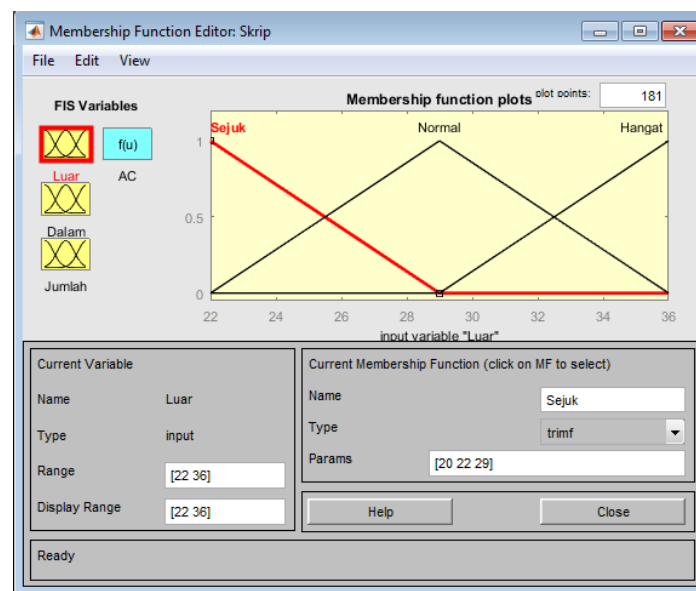 Membership Function Editor: Skrip
File Edit View
FIS Variables
f(u)
Luar AC
Dalam
Jumlah
Membership function plots plot points: 181
Sejuk Normal Hangat
1
0.5
0
22 24 26 28 30 32 34 36
input variable "Luar"
Current Variable
Name Luar
Type input
Range [22 36]
Display Range [22 36]
Current Membership Function (click on MF to select)
Name Sejuk
Type trimf
Params [20 22 29]
Help Close
Ready